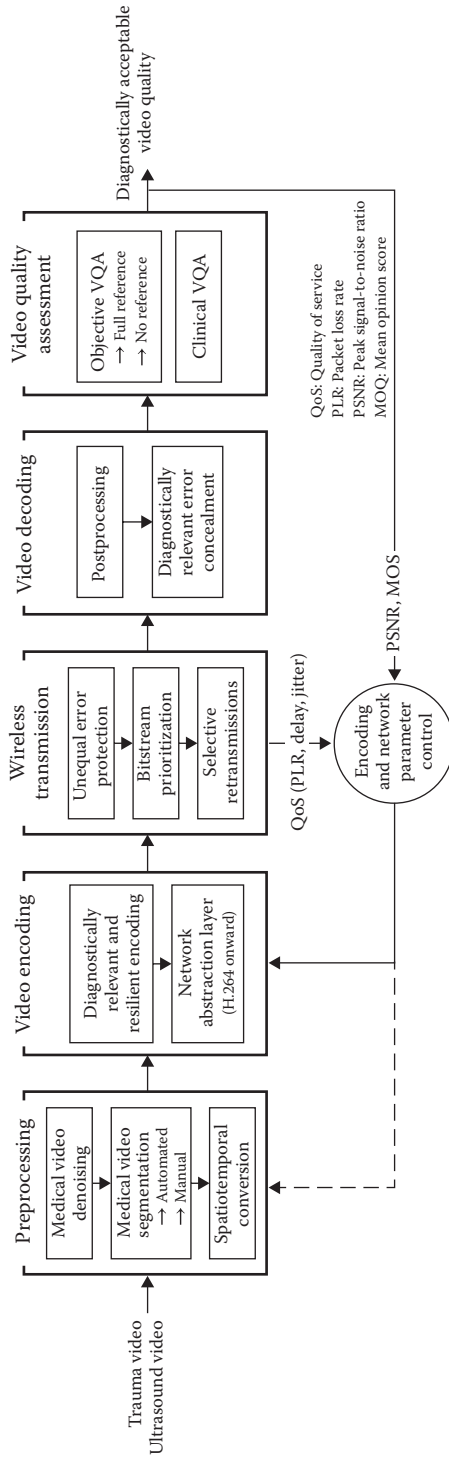 Trauma video
Ultrasound video
Preprocessing
Medical video
denoising
Medical video
segmentation
→ Automated
→ Manual
Spatiotemporal
conversion
Video encoding
Diagnostically
relevant and
resilient encoding
Network
abstraction layer
(H.264 onward)
Wireless
transmission
Unequal error
protection
Bitstream
prioritization
Selective
retransmissions
Video decoding
Postprocessing
Diagnostically
relevant error
concealment
Video quality
assessment
Objective VQA
→ Full reference
→ No reference
Clinical VQA
Diagnostically acceptable
video quality
QoS (PLR, delay, jitter)
Encoding
and network
parameter
control
PSNR, MOS
QoS: Quality of service
PLR: Packet loss rate
PSNR: Peak signal-to-noise ratio
MOQ: Mean opinion score